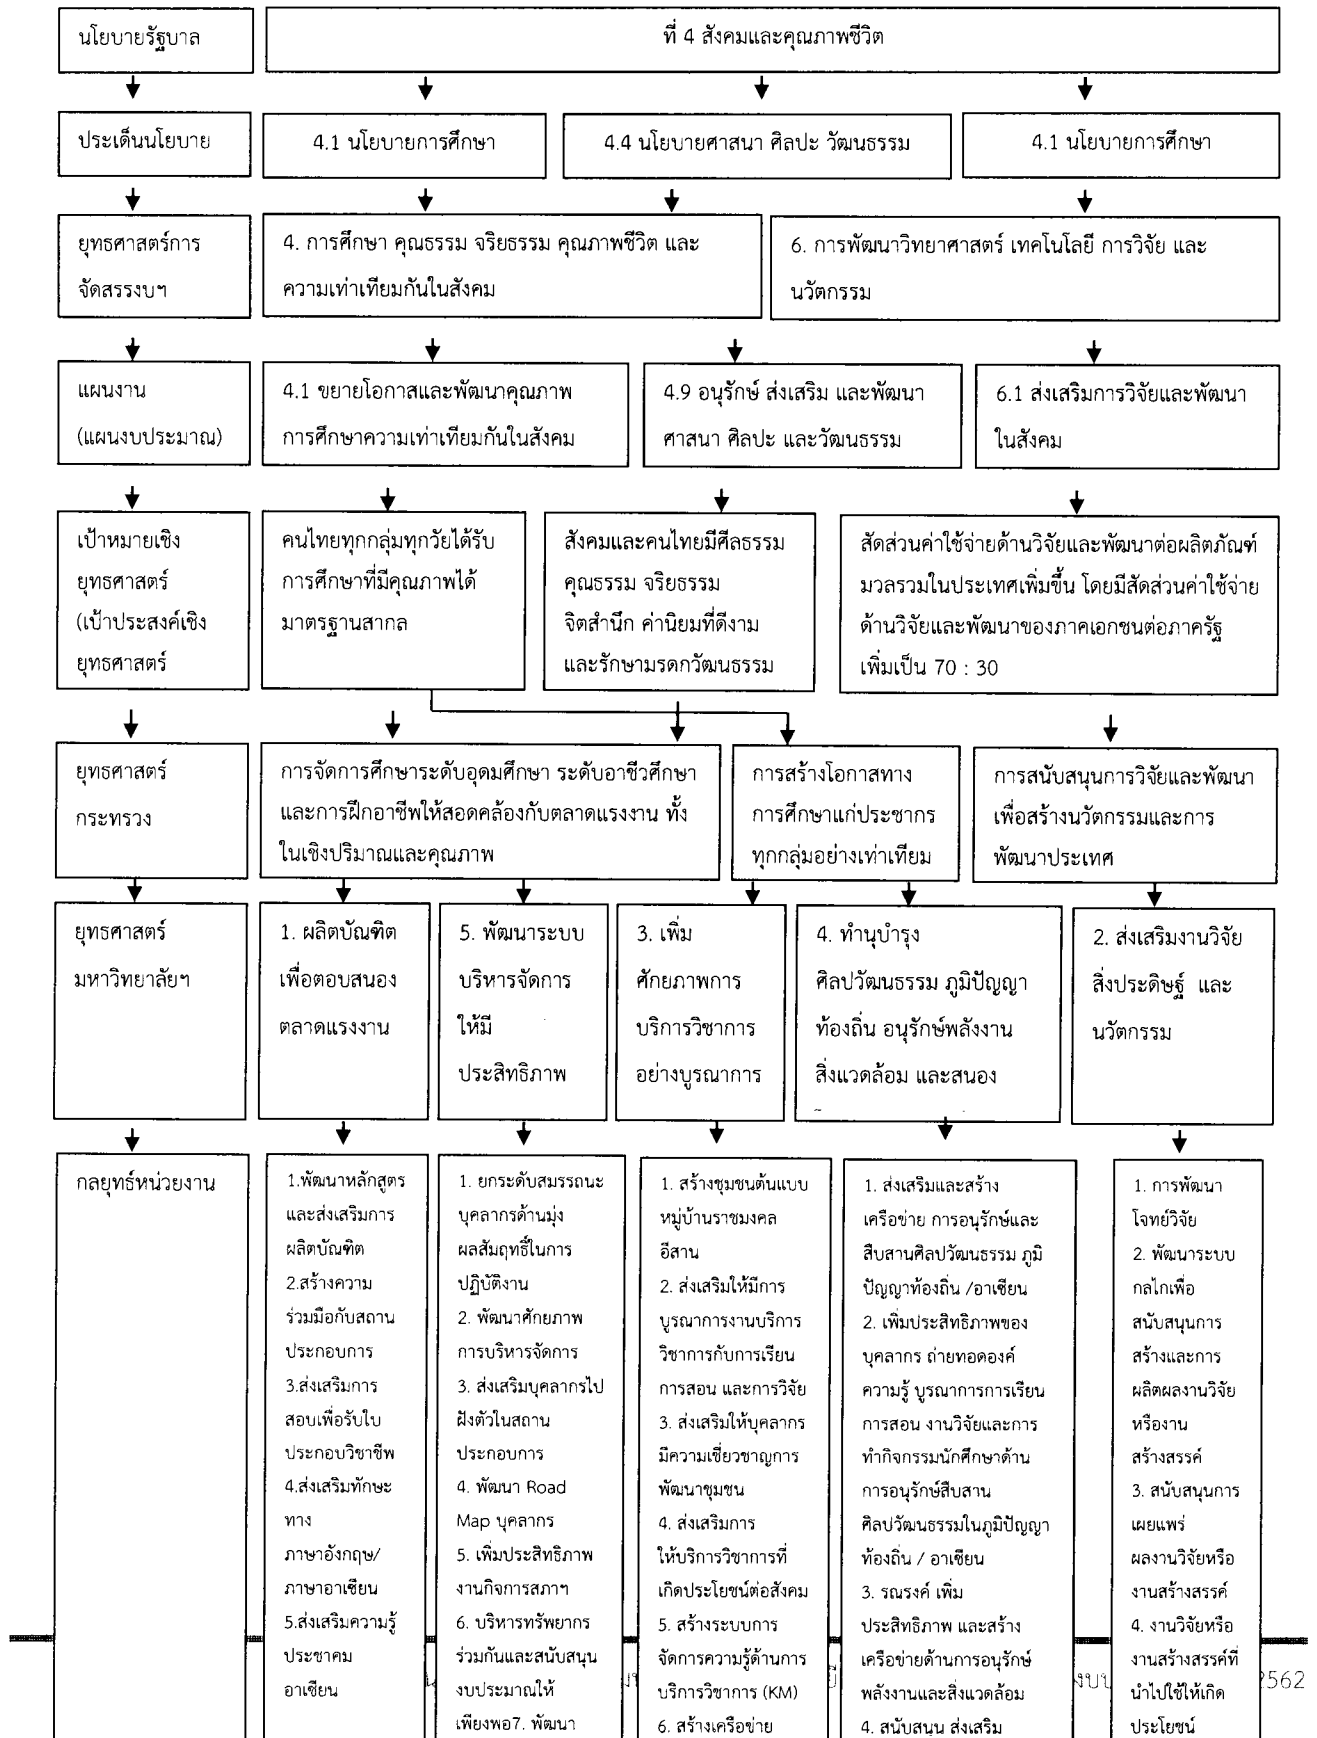 นโยบายรัฐบาล
ที่ 4 สังคมและคุณภาพชีวิต
ประเด็นนโยบาย
4.1 นโยบายการศึกษา
4.4 นโยบายศาสนา ศิลปะ วัฒนธรรม
4.1 นโยบายการศึกษา
ยุทธศาสตร์การ
จัดสรรงบฯ
4. การศึกษา คุณธรรม จริยธรรม คุณภาพชีวิต และ
ความเท่าเทียมกันในสังคม
6. การพัฒนาวิทยาศาสตร์ เทคโนโลยี การวิจัย และ
นวัตกรรม
แผนงาน
(แผนงบประมาณ)
4.1 ขยายโอกาสและพัฒนาคุณภาพ
การศึกษาความเท่าเทียมกันในสังคม
4.9 อนุรักษ์ ส่งเสริม และพัฒนา
ศาสนา ศิลปะ และวัฒนธรรม
6.1 ส่งเสริมการวิจัยและพัฒนา
ในสังคม
เป้าหมายเชิง
ยุทธศาสตร์
(เป้าประสงค์เชิง
ยุทธศาสตร์
คนไทยทุกกลุ่มทุกวัยได้รับ
การศึกษาที่มีคุณภาพได้
มาตรฐานสากล
สังคมและคนไทยมีศีลธรรม
คุณธรรม จริยธรรม
จิตสำนึก ค่านิยมที่ดีงาม
และรักษามรดกวัฒนธรรม
สัดส่วนค่าใช้จ่ายด้านวิจัยและพัฒนาต่อผลิตภัณฑ์
มวลรวมในประเทศเพิ่มขึ้น โดยมีสัดส่วนค่าใช้จ่าย
ด้านวิจัยและพัฒนาของภาคเอกชนต่อภาครัฐ
เพิ่มเป็น 70 : 30
ยุทธศาสตร์
กระทรวง
การจัดการศึกษาระดับอุดมศึกษา ระดับอาชีวศึกษา
และการฝึกอาชีพให้สอดคล้องกับตลาดแรงงาน ทั้ง
ในเชิงปริมาณและคุณภาพ
การสร้างโอกาสทาง
การศึกษาแก่ประชากร
ทุกกลุ่มอย่างเท่าเทียม
การสนับสนุนการวิจัยและพัฒนา
เพื่อสร้างนวัตกรรมและการ
พัฒนาประเทศ
ยุทธศาสตร์
มหาวิทยาลัยฯ
1. ผลิตบัณฑิต
เพื่อตอบสนอง
ตลาดแรงงาน
5. พัฒนาระบบ
บริหารจัดการ
ให้มี
ประสิทธิภาพ
3. เพิ่ม
ศักยภาพการ
บริการวิชาการ
อย่างบูรณาการ
4. ทำนุบำรุง
ศิลปวัฒนธรรม ภูมิปัญญา
ท้องถิ่น อนุรักษ์พลังงาน
สิ่งแวดล้อม และสนอง
2. ส่งเสริมงานวิจัย
สิ่งประดิษฐ์ และ
นวัตกรรม
กลยุทธ์หน่วยงาน
1.พัฒนาหลักสูตร
และส่งเสริมการ
ผลิตบัณฑิต
2.สร้างความ
ร่วมมือกับสถาน
ประกอบการ
3.ส่งเสริมการ
สอบเพื่อรับใบ
ประกอบวิชาชีพ
4.ส่งเสริมทักษะ
ทาง
ภาษาอังกฤษ/
ภาษาอาเซียน
5.ส่งเสริมความรู้
ประชาคม
อาเซียน
1. ยกระดับสมรรถนะ
บุคลากรด้านมุ่ง
ผลสัมฤทธิ์ในการ
ปฏิบัติงาน
2. พัฒนาศักยภาพ
การบริหารจัดการ
3. ส่งเสริมบุคลากรไป
ฝังตัวในสถาน
ประกอบการ
4. พัฒนา Road
Map บุคลากร
5. เพิ่มประสิทธิภาพ
งานกิจการสภาฯ
6. บริหารทรัพยากร
ร่วมกันและสนับสนุน
งบประมาณให้
เพียงพอ7. พัฒนา
1. สร้างชุมชนต้นแบบ
หมู่บ้านราชมงคล
อีสาน
2. ส่งเสริมให้มีการ
บูรณาการงานบริการ
วิชาการกับการเรียน
การสอน และการวิจัย
3. ส่งเสริมให้บุคลากร
มีความเชี่ยวชาญการ
พัฒนาชุมชน
4. ส่งเสริมการ
ให้บริการวิชาการที่
เกิดประโยชน์ต่อสังคม
5. สร้างระบบการ
จัดการความรู้ด้านการ
บริการวิชาการ (KM)
6. สร้างเครือข่าย
1. ส่งเสริมและสร้าง
เครือข่าย การอนุรักษ์และ
สืบสานศิลปวัฒนธรรม ภูมิ
ปัญญาท้องถิ่น /อาเซียน
2. เพิ่มประสิทธิภาพของ
บุคลากร ถ่ายทอดองค์
ความรู้ บูรณาการการเรียน
การสอน งานวิจัยและการ
ทำกิจกรรมนักศึกษาด้าน
การอนุรักษ์สืบสาน
ศิลปวัฒนธรรมในภูมิปัญญา
ท้องถิ่น / อาเซียน
3. รณรงค์ เพิ่ม
ประสิทธิภาพ และสร้าง
เครือข่ายด้านการอนุรักษ์
พลังงานและสิ่งแวดล้อม
4. สนับสนุน ส่งเสริม
1. การพัฒนา
โจทย์วิจัย
2. พัฒนาระบบ
กลไกเพื่อ
สนับสนุนการ
สร้างและการ
ผลิตผลงานวิจัย
หรืองาน
สร้างสรรค์
3. สนับสนุนการ
เผยแพร่
ผลงานวิจัยหรือ
งานสร้างสรรค์
4. งานวิจัยหรือ
งานสร้างสรรค์ที่
นำไปใช้ให้เกิด
ประโยชน์
2562